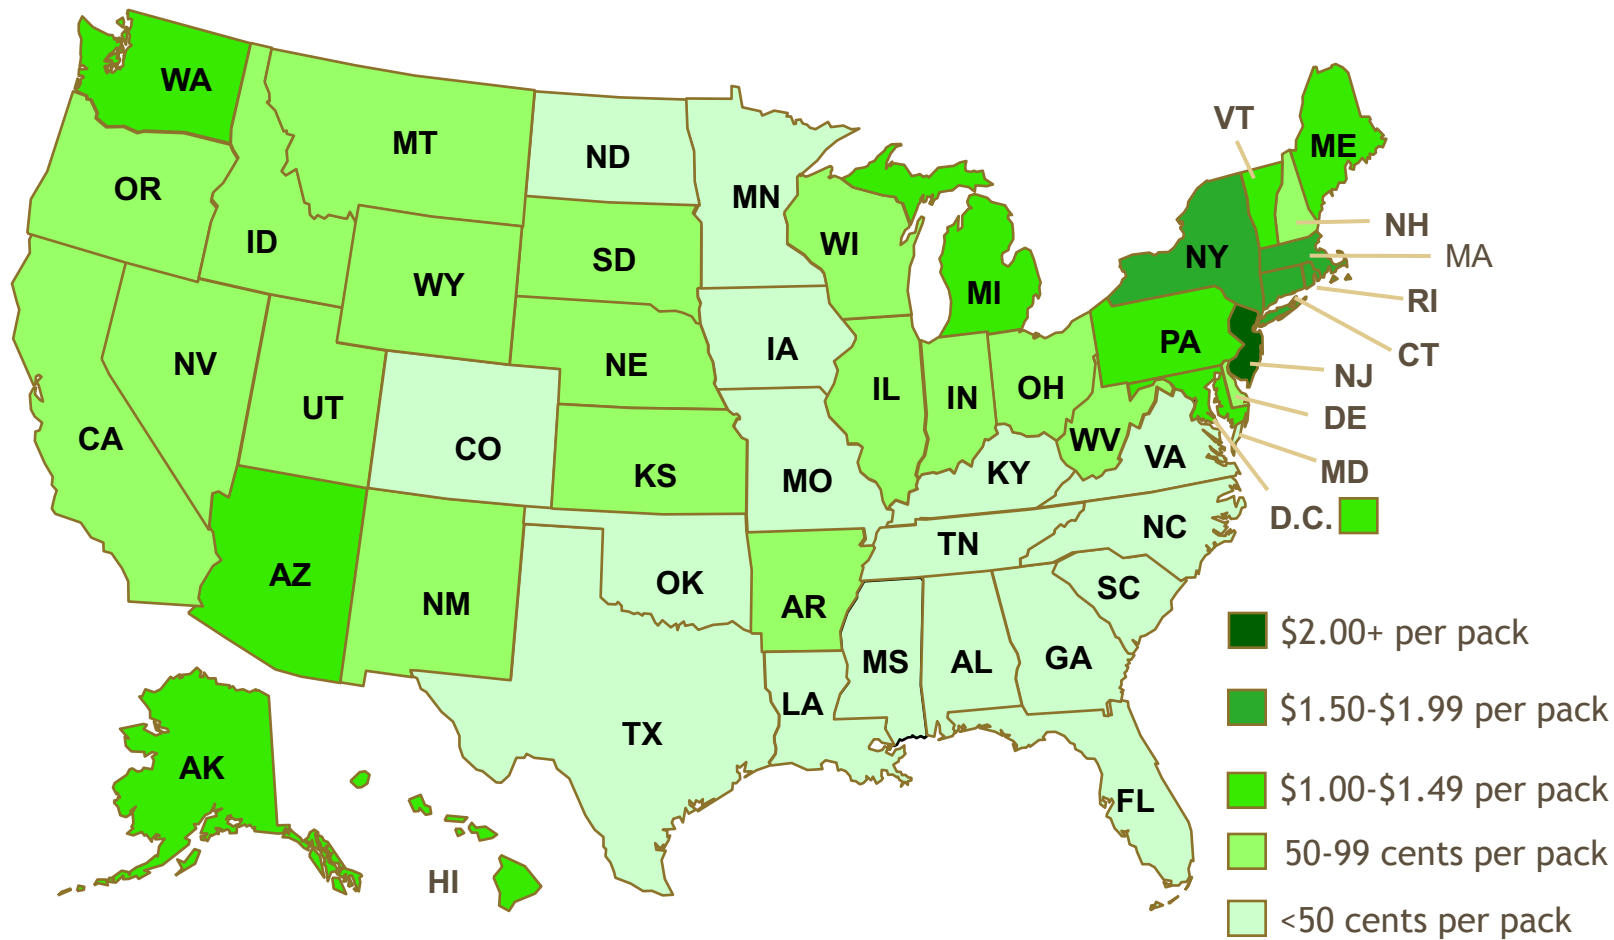 WA
MT
ND
MN
VT
ME
OR
ID
WY
SD
WI
MI
NY
NH
MA
RI
CT
NV
UT
CA
CO
NE
KS
IA
MO
IL
IN
OH
PA
NJ
DE
MD
D.C.
WV
VA
KY
AZ
NM
OK
AR
TN
NC
SC
TX
LA
MS
AL
GA
FL
AK
HI
$2.00+ per pack
$1.50-$1.99 per pack
$1.00-$1.49 per pack
50-99 cents per pack
<50 cents per pack